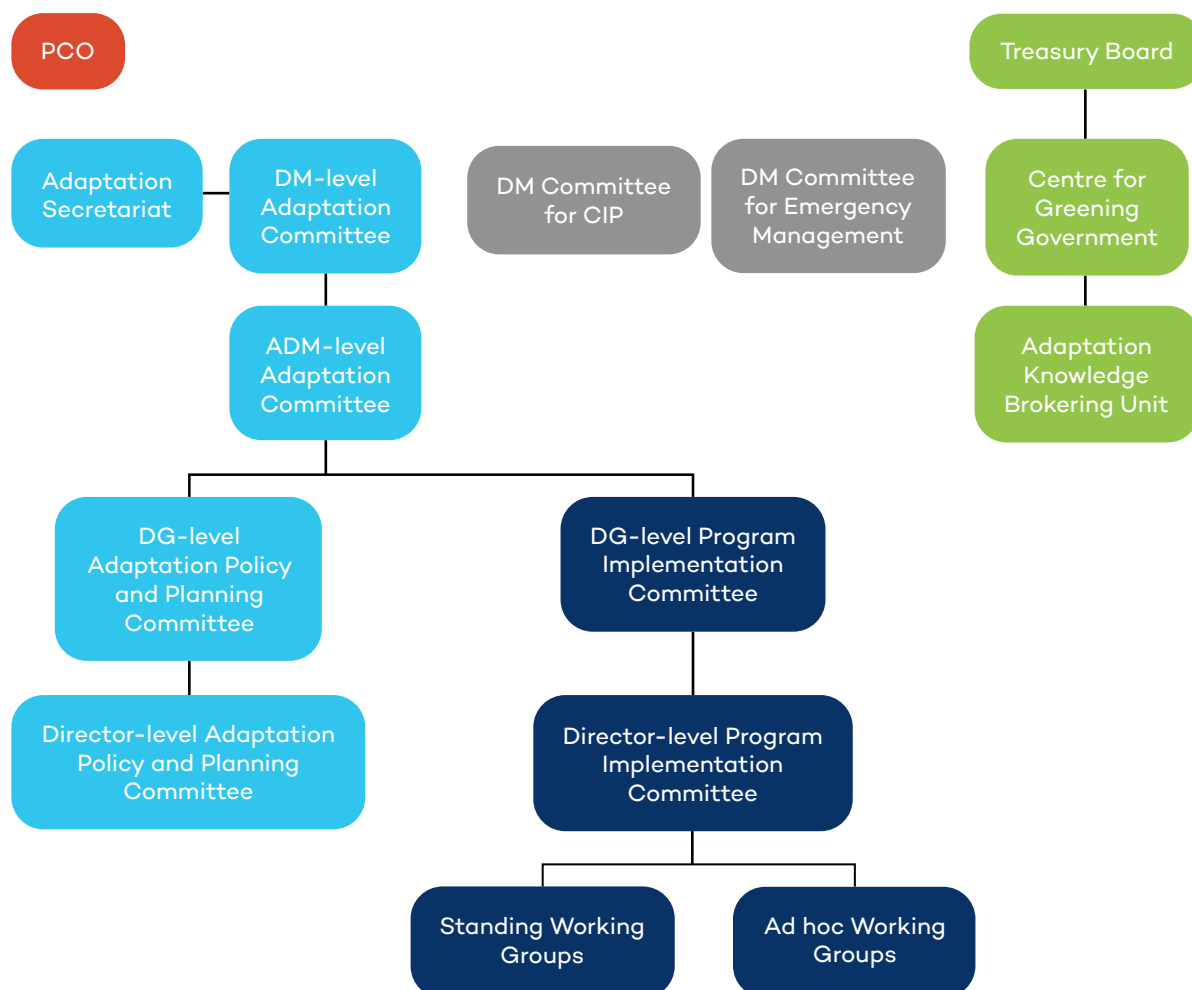 PCO
Treasury Board
Adaptation
Secretariat
DM-level
Adaptation
Committee
DM Committee
for CIP
DM Committee
for Emergency
Management
Centre for
Greening
Government
ADM-level
Adaptation
Committee
Adaptation
Knowledge
Brokering Unit
DG-level
Adaptation Policy
and Planning
Committee
DG-level Program
Implementation
Committee
Director-level Adaptation
Policy and Planning
Committee
Director-level Program
Implementation
Committee
Standing Working
Groups
Ad hoc Working
Groups